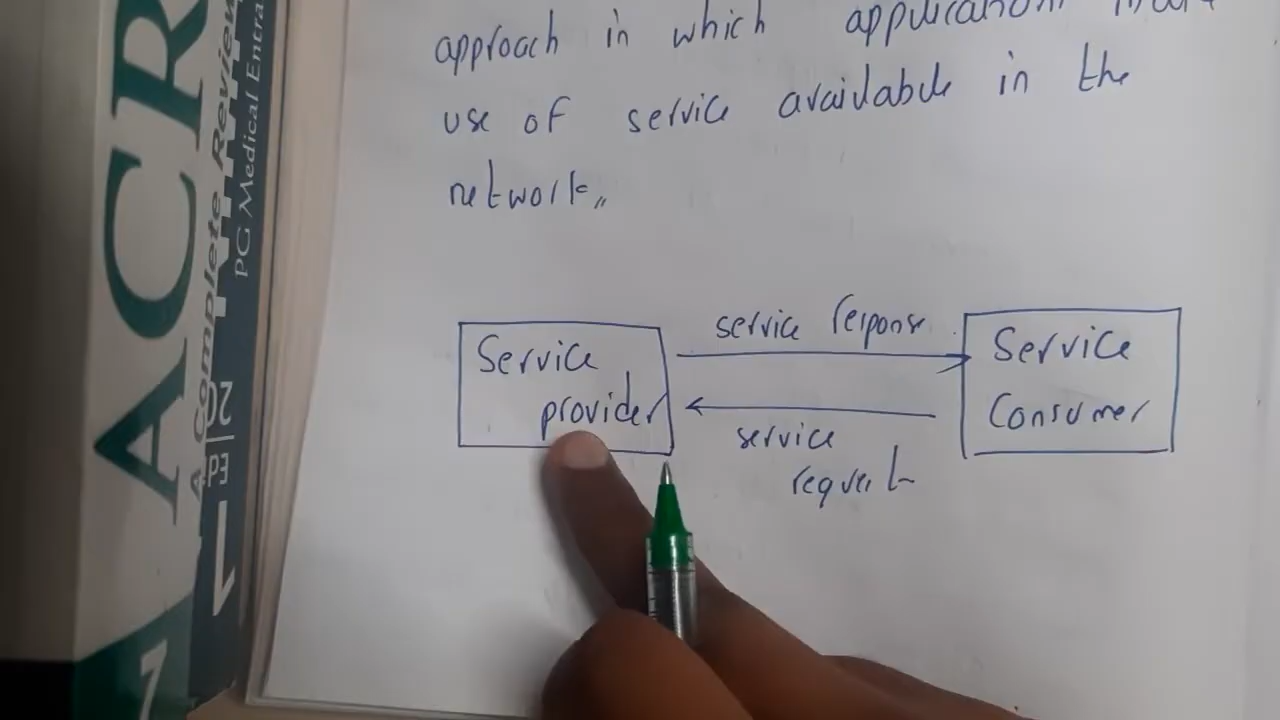 approach in which application
use of service available in the
network,,
service response
Service
provider
Service
Consumer
service
request
ACR
A Complete Review
PG Medical Entra